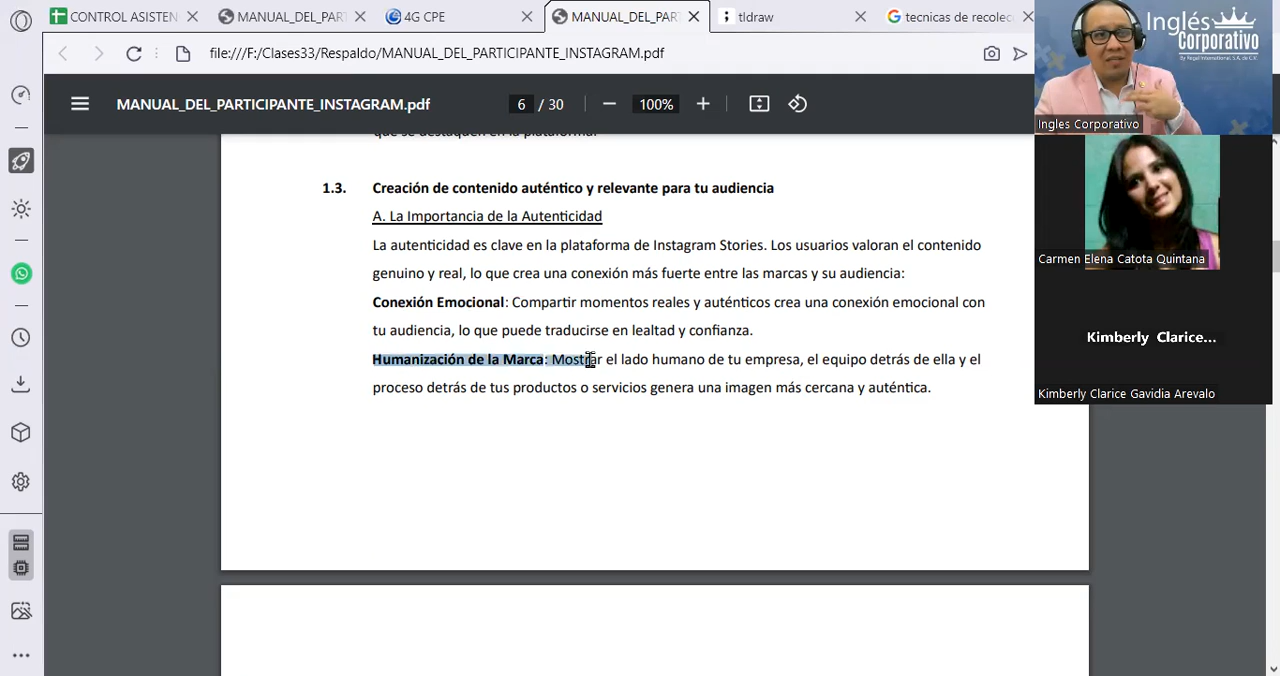 CONTROL ASISTEN
MANUAL_DEL_PAR
4G CPE
MANUAL_DEL_PAR
tldraw
tecnicas de recolec
file:///F:/Clases33/Respaldo/MANUAL_DEL_PARTICIPANTE_INSTAGRAM.pdf
MANUAL_DEL_PARTICIPANTE_INSTAGRAM.pdf
6 / 30
100%
1.3. Creación de contenido auténtico y relevante para tu audiencia
A. La Importancia de la Autenticidad
La autenticidad es clave en la plataforma de Instagram Stories. Los usuarios valoran el contenido
genuino y real, lo que crea una conexión más fuerte entre las marcas y su audiencia:
Conexión Emocional: Compartir momentos reales y auténticos crea una conexión emocional con
tu audiencia, lo que puede traducirse en lealtad y confianza.
Humanización de la Marca: Mostrar el lado humano de tu empresa, el equipo detrás de ella y el
proceso detrás de tus productos o servicios genera una imagen más cercana y auténtica.
Inglés
Corporativo
By Regal International, S.A. de C.V.
Ingles Corporativo
Carmen Elena Catota Quintana
Kimberly Clarice...
Kimberly Clarice Gavidia Arevalo